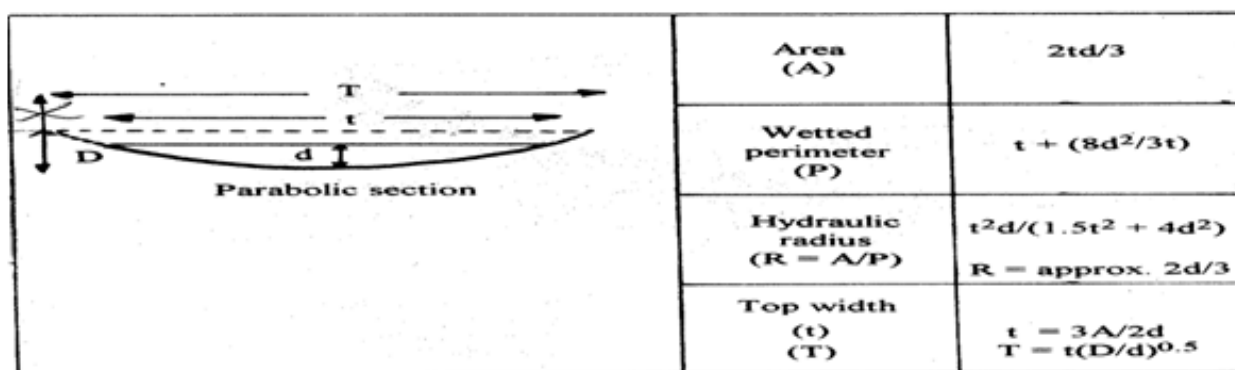 T
t
D
d
Parabolic section
Area
(A)
2td/3
Wetted
perimeter
(P)
t + (8d²/3t)
Hydraulic
radius
(R = A/P)
t²d/(1.5t² + 4d²)
R = approx. 2d/3
Top width
(t)
(T)
t = 3A/2d
T = t(D/d)⁰·⁵